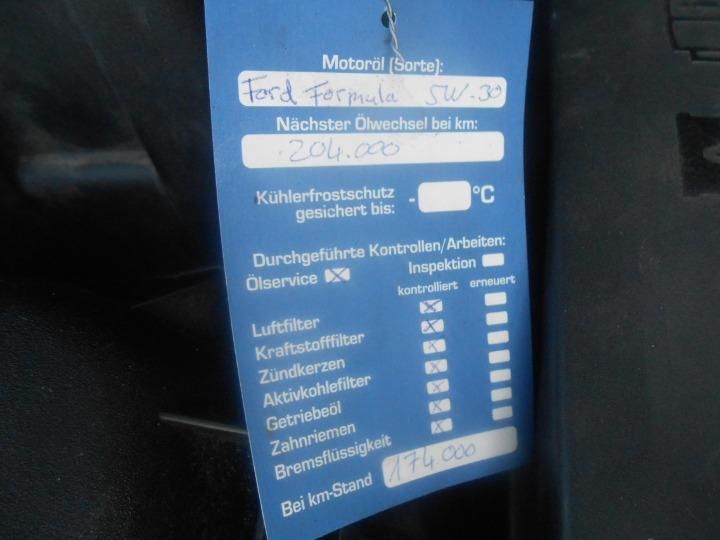 Motoröl (Sorte):
Ford Formula 5W-30
Nächster Ölwechsel bei km:
204.000
Kühlerfrostschutz
gesichert bis: - °C
Durchgeführte Kontrollen/Arbeiten:
Ölservice x Inspektion
kontrolliert erneuert
Luftfilter x
Kraftstofffilter x
Zündkerzen x
Aktivkohlefilter x
Getriebeöl x
Zahnriemen x
Bremsflüssigkeit x
Bei km-Stand 174.000